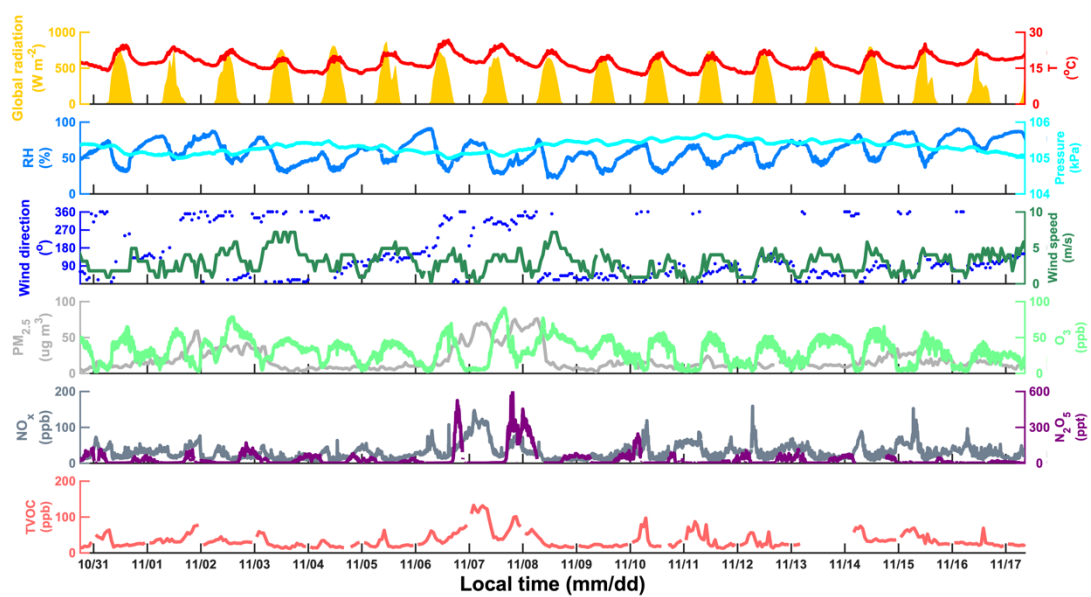 1000
500
0
Global radiation
(W m-2)
30
15
0
T
(oC)
100
50
0
RH
(%)
106
105
104
Pressure
(kPa)
360
270
180
90
Wind direction
(o)
10
5
0
Wind speed
(m/s)
100
50
0
PM2.5
(ug m3)
100
50
0
O3
(ppb)
200
100
0
NOx
(ppb)
600
300
0
N2O5
(ppt)
200
100
0
TVOC
(ppb)
10/31 11/01 11/02 11/03 11/04 11/05 11/06 11/07 11/08 11/09 11/10 11/11 11/12 11/13 11/14 11/15 11/16 11/17
Local time (mm/dd)